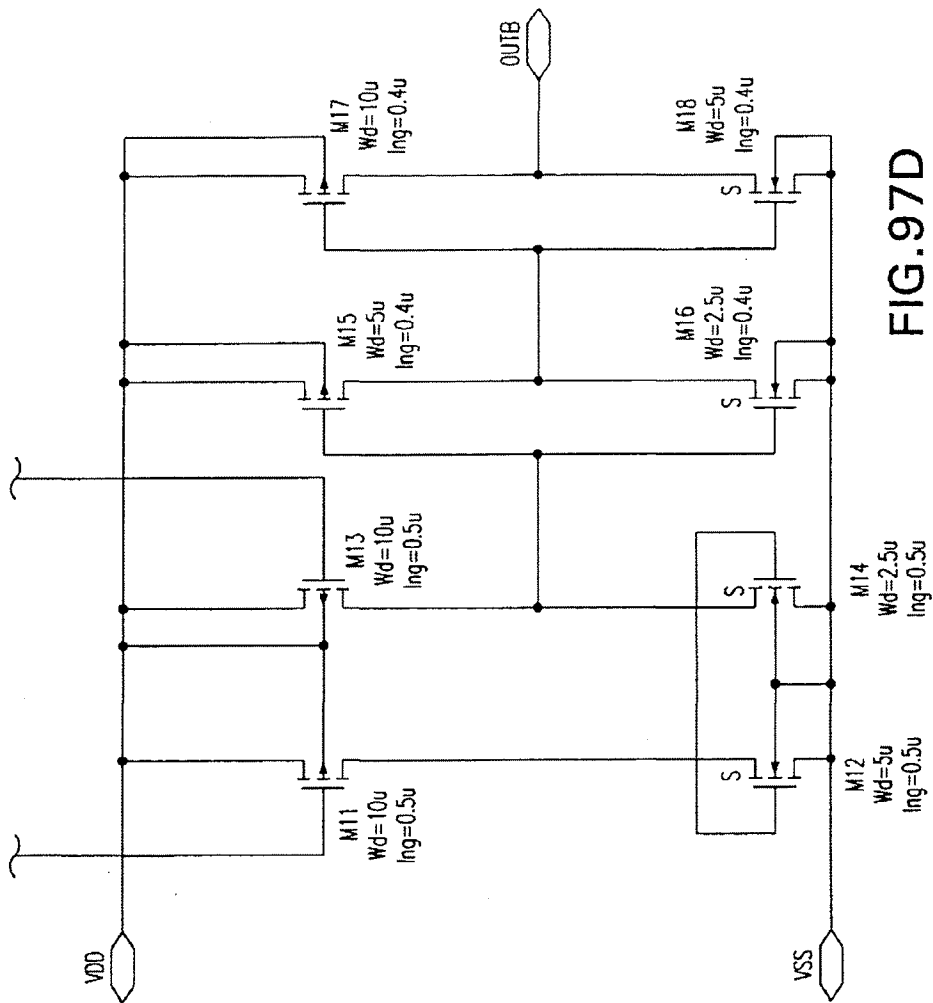 VDD
M11
Wd=10u
lng=0.5u
M13
Wd=10u
lng=0.5u
M15
Wd=5u
lng=0.4u
M17
Wd=10u
lng=0.4u
OUTB
S
M12
Wd=5u
lng=0.5u
S
M14
Wd=2.5u
lng=0.5u
S
M16
Wd=2.5u
lng=0.4u
S
M18
Wd=5u
lng=0.4u
VSS
FIG.97D